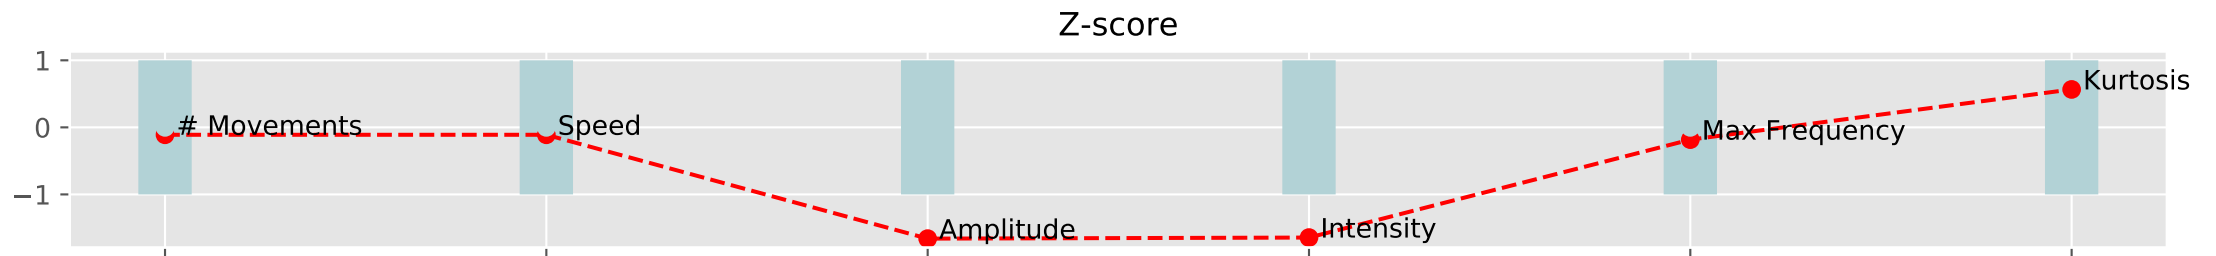 Z-score
1
0
−1
# Movements
Speed
Amplitude
Intensity
Max Frequency
Kurtosis